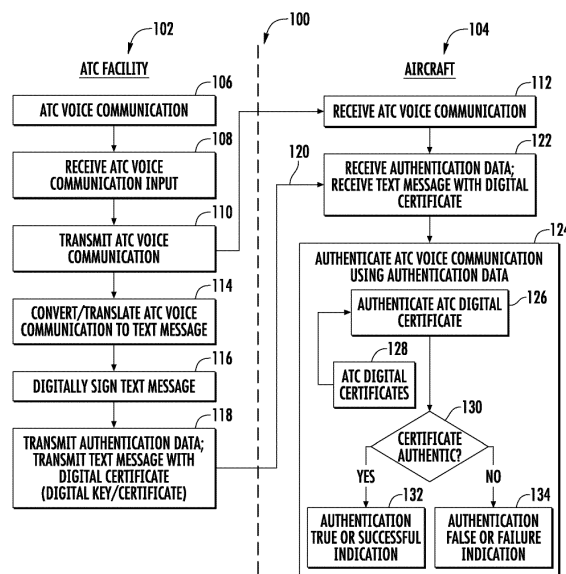 100
102
ATC FACILITY
106
ATC VOICE COMMUNICATION
108
RECEIVE ATC VOICE
COMMUNICATION INPUT
110
TRANSMIT ATC VOICE
COMMUNICATION
114
CONVERT/TRANSLATE ATC VOICE
COMMUNICATION TO TEXT MESSAGE
116
DIGITALLY SIGN TEXT MESSAGE
118
TRANSMIT AUTHENTICATION DATA;
TRANSMIT TEXT MESSAGE WITH
DIGITAL CERTIFICATE
(DIGITAL KEY/CERTIFICATE)
104
AIRCRAFT
112
RECEIVE ATC VOICE COMMUNICATION
120
122
RECEIVE AUTHENTICATION DATA;
RECEIVE TEXT MESSAGE WITH DIGITAL
CERTIFICATE
124
AUTHENTICATE ATC VOICE COMMUNICATION
USING AUTHENTICATION DATA
126
AUTHENTICATE ATC DIGITAL
CERTIFICATE
128
ATC DIGITAL
CERTIFICATES
130
CERTIFICATE
AUTHENTIC?
YES
NO
132
AUTHENTICATION
TRUE OR SUCCESSFUL
INDICATION
134
AUTHENTICATION
FALSE OR FAILURE
INDICATION